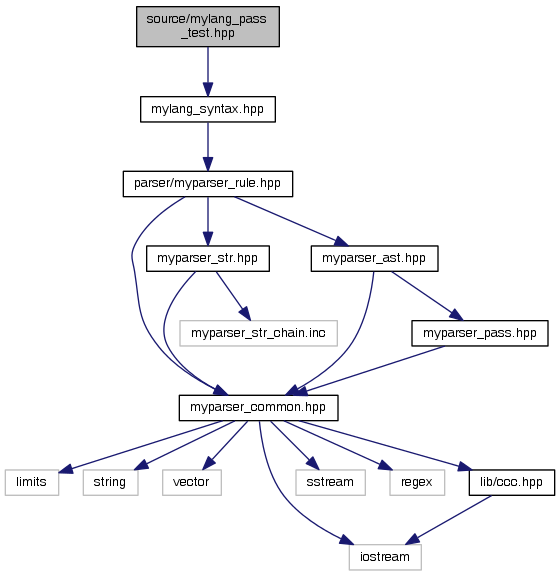 source/mylang_pass
_test.hpp
mylang_syntax.hpp
parser/myparser_rule.hpp
myparser_str.hpp
myparser_ast.hpp
myparser_str_chain.inc
myparser_pass.hpp
myparser_common.hpp
limits
string
vector
sstream
regex
lib/ccc.hpp
iostream